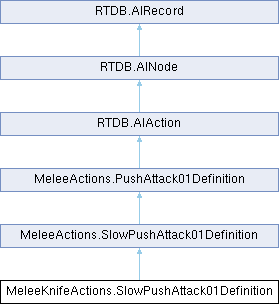 RTDB.AIRecord
RTDB.AINode
RTDB.AIAction
MeleeActions.PushAttack01Definition
MeleeActions.SlowPushAttack01Definition
MeleeKnifeActions.SlowPushAttack01Definition